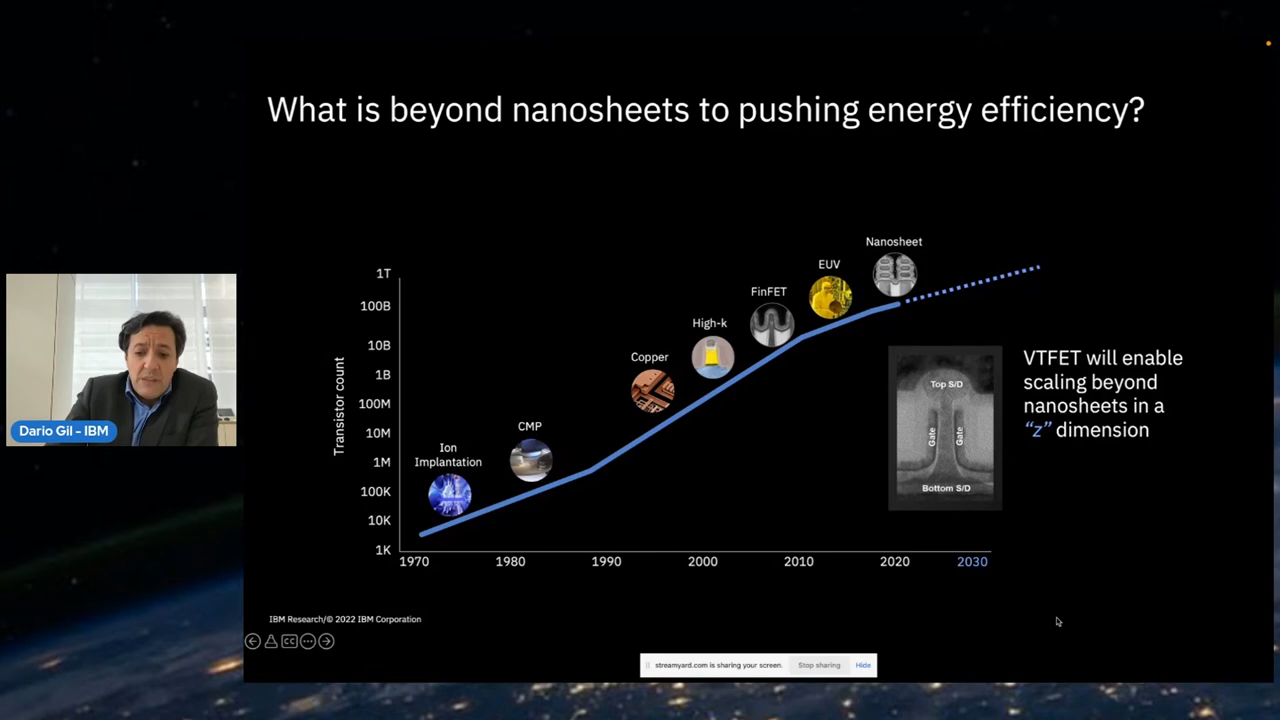 What is beyond nanosheets to pushing energy efficiency?
Nanosheet
EUV
FinFET
High-k
Copper
CMP
Ion
Implantation
Transistor count
1T
100B
10B
1B
100M
10M
1M
100K
10K
1K
1970
1980
1990
2000
2010
2020
2030
Top S/D
Gate
Gate
Bottom S/D
VTFET will enable
scaling beyond
nanosheets in a
“z” dimension
Dario Gil - IBM
IBM Research/© 2022 IBM Corporation
CC
streamyard.com is sharing your screen.
Stop sharing
Hide